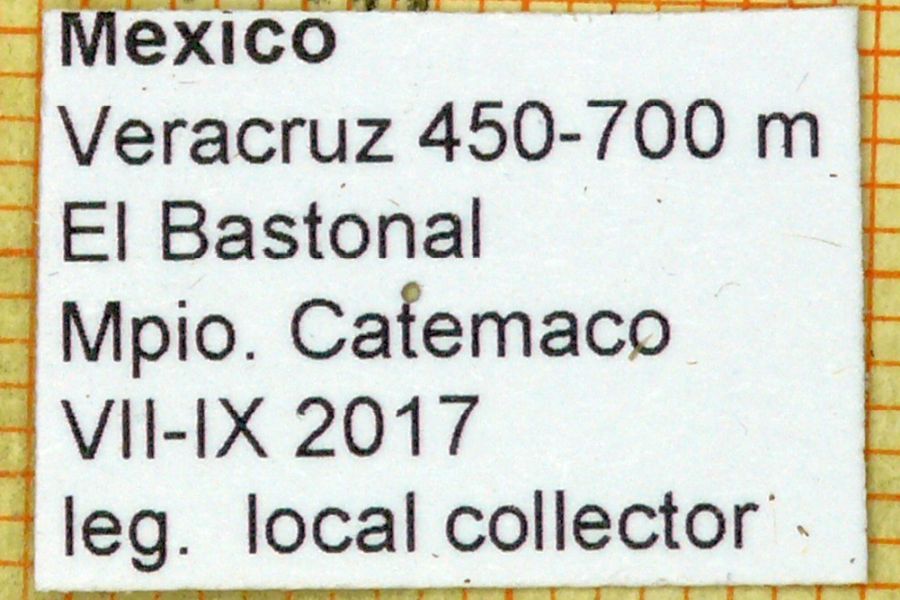 Mexico
Veracruz 450-700 m
El Bastonal
Mpio. Catemaco
VII-IX 2017
leg. local collector